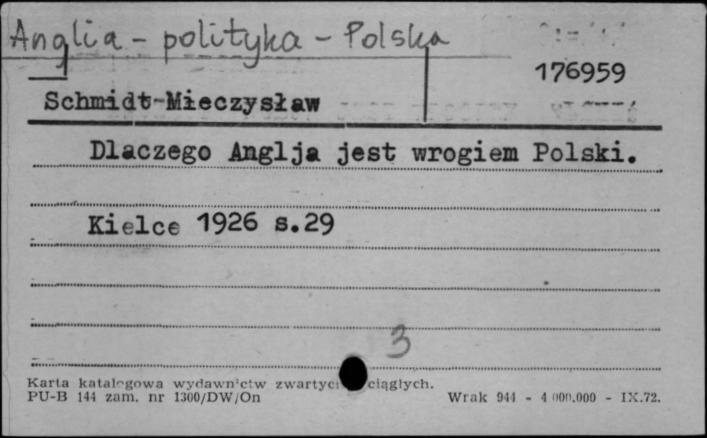 Anglia - polityka - Polska
176959
Schmidt-Mieczysław
Dlaczego Anglja jest wrogiem Polski.
Kielce 1926 s.29
3
Karta katalogowa wydawnictw zwartych ciągłych.
PU-B 144 zam. nr 1300/DW/On
Wrak 944 - 4 000.000 - IX.72.